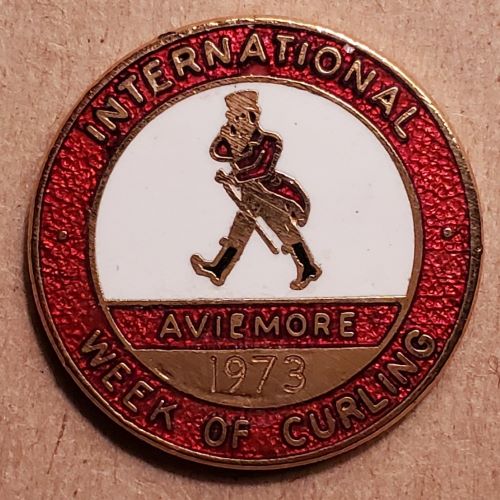 INTERNATIONAL
AVIEMORE
1973
WEEK OF CURLING